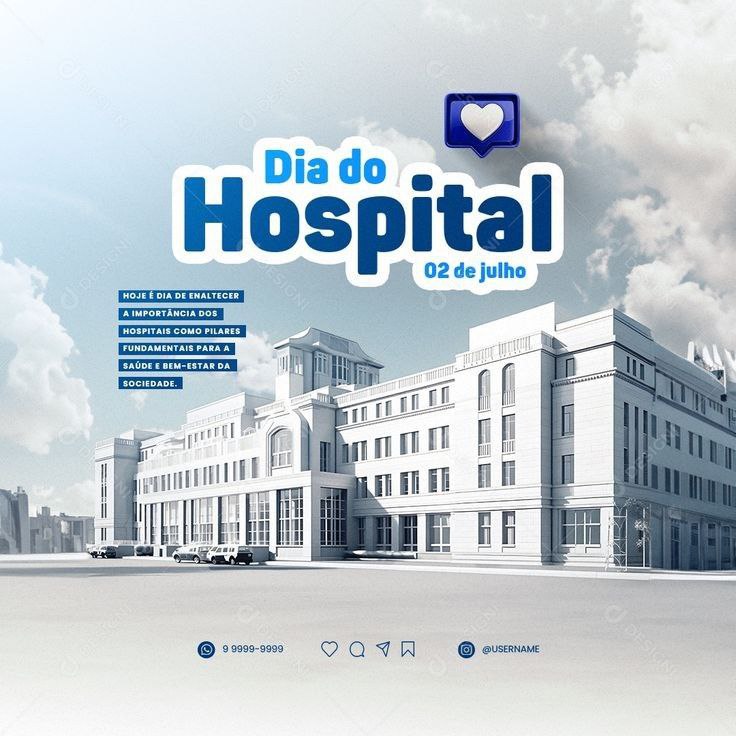 Dia do
Hospital
02 de julho
HOJE É DIA DE ENALTECER
A IMPORTÂNCIA DOS
HOSPITAIS COMO PILARES
FUNDAMENTAIS PARA A
SAÚDE E BEM-ESTAR DA
SOCIEDADE.
9 9999-9999
@USERNAME